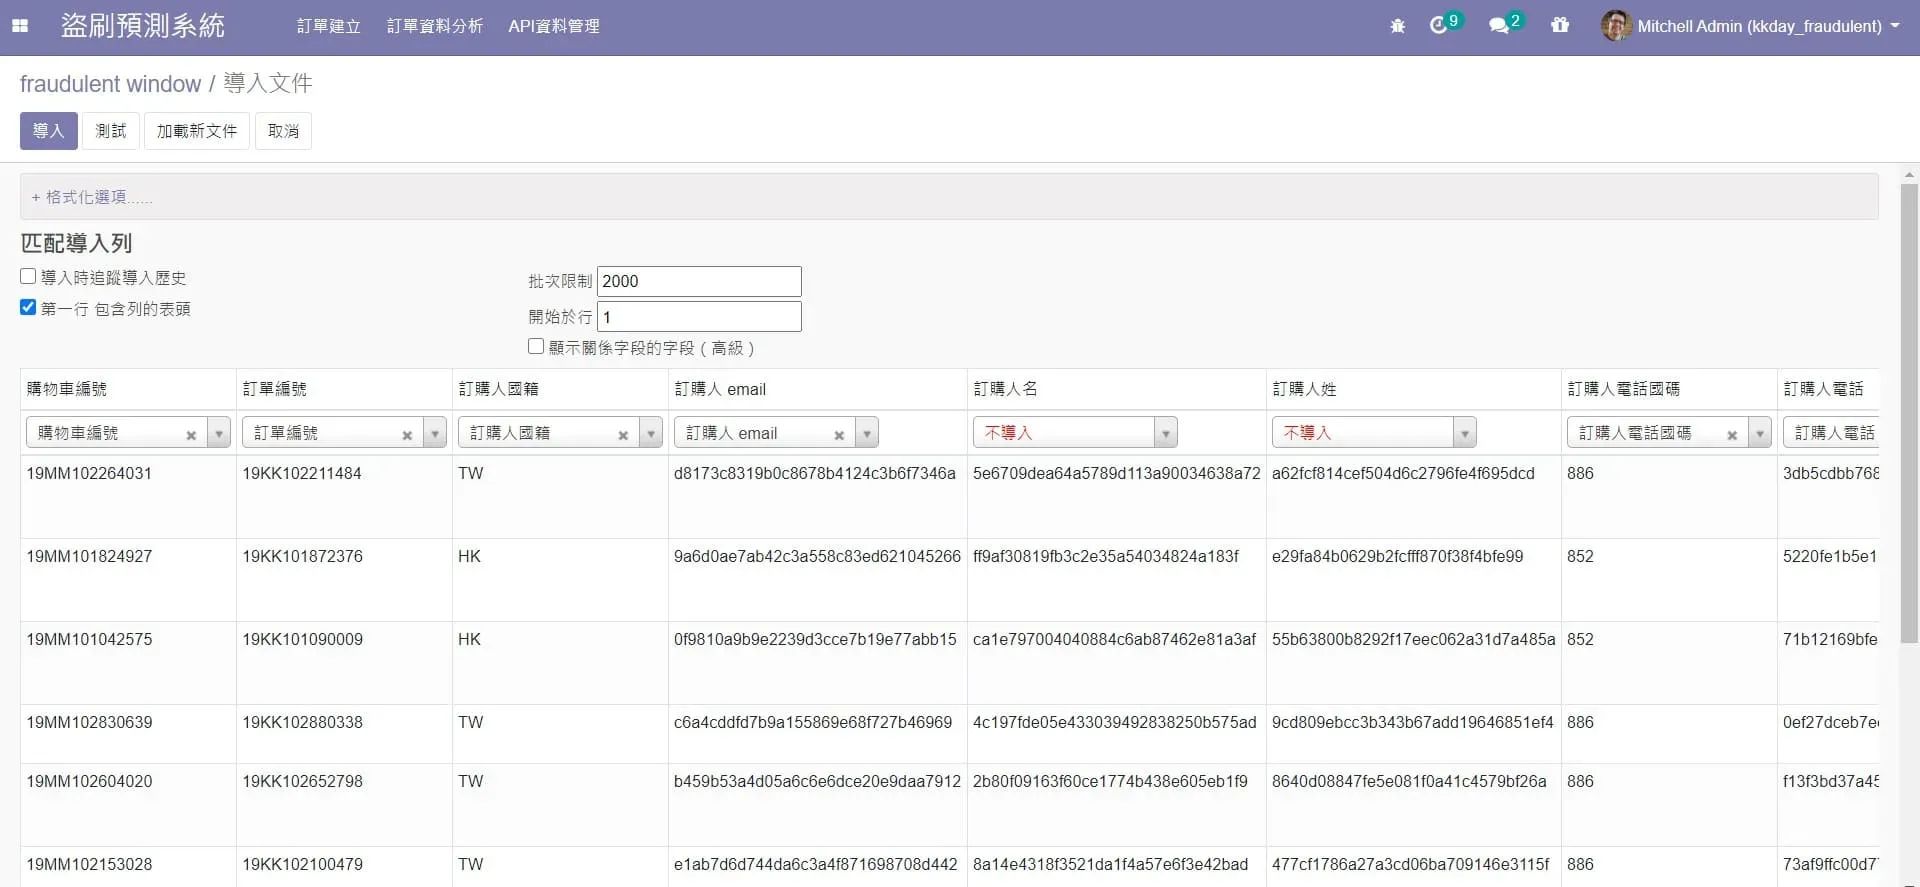 盜刷預測系統 訂單建立 訂單資料分析 API資料管理 9 2 Mitchell Admin (kkday_fraudulent)
fraudulent window / 導入文件
導入 測試 加載新文件 取消
+ 格式化選項......
匹配導入列
導入時追蹤導入歷史
第一行 包含列的表頭
批次限制 2000
開始於行 1
顯示關係字段的字段 ( 高級 )
購物車編號 訂單編號 訂購人國籍 訂購人 email 訂購人名 訂購人姓 訂購人電話國碼 訂購人電話
購物車編號 訂單編號 訂購人國籍 訂購人 email 不導入 不導入 訂購人電話國碼 訂購人電話
19MM102264031 19KK102211484 TW d8173c8319b0c8678b4124c3b6f7346a 5e6709dea64a5789d113a90034638a72 a62fcf814cef504d6c2796fe4f695dcd 886 3db5cdbb768
19MM101824927 19KK101872376 HK 9a6d0ae7ab42c3a558c83ed621045266 ff9af30819fb3c2e35a54034824a183f e29fa84b0629b2fcfff870f38f4bfe99 852 5220fe1b5e1
19MM101042575 19KK101090009 HK 0f9810a9b9e2239d3cce7b19e77abb15 ca1e797004040884c6ab87462e81a3af 55b63800b8292f17eec062a31d7a485a 852 71b12169bfe
19MM102830639 19KK102880338 TW c6a4cddfd7b9a155869e68f727b46969 4c197fde05e433039492838250b575ad 9cd809ebcc3b343b67add19646851ef4 886 0ef27dceb7e
19MM102604020 19KK102652798 TW b459b53a4d05a6c6e6dce20e9daa7912 2b80f09163f60ce1774b438e605eb1f9 8640d08847fe5e081f0a41c4579bf26a 886 f13f3bd37a45
19MM102153028 19KK102100479 TW e1ab7d6d744da6c3a4f871698708d442 8a14e4318f3521da1f4a57e6f3e42bad 477cf1786a27a3cd06ba709146e3115f 886 73af9ffc00d7